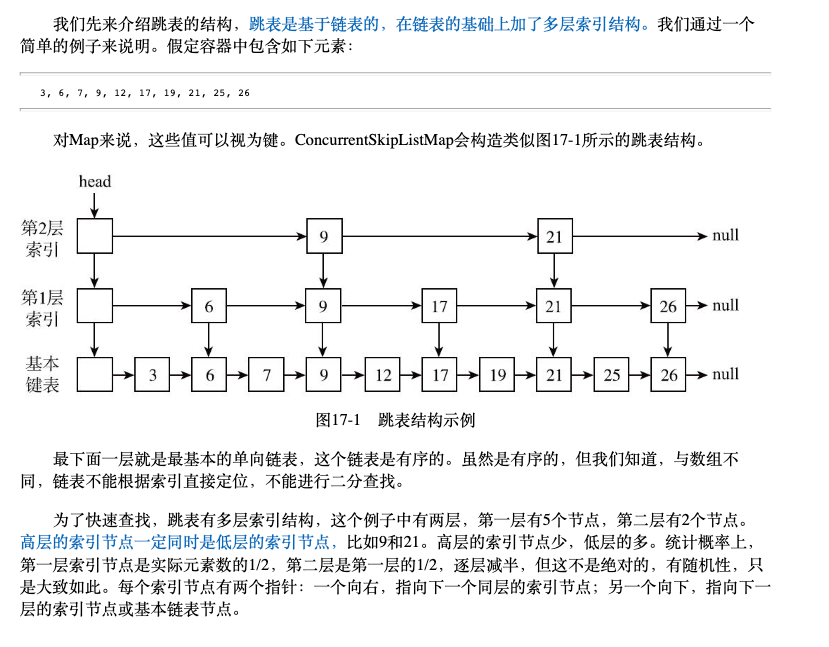 我们先来介绍跳表的结构，跳表是基于链表的，在链表的基础上加了多层索引结构。我们通过一个
简单的例子来说明。假定容器中包含如下元素：
3, 6, 7, 9, 12, 17, 19, 21, 25, 26
对Map来说，这些值可以视为键。ConcurrentSkipListMap会构造类似图17-1所示的跳表结构。
head
第2层
索引
9 21 null
第1层
索引
6 9 17 21 26 null
基本
键表
3 6 7 9 12 17 19 21 25 26 null
图17-1 跳表结构示例
最下面一层就是最基本的单向链表，这个链表是有序的。虽然是有序的，但我们知道，与数组不
同，链表不能根据索引直接定位，不能进行二分查找。
为了快速查找，跳表有多层索引结构，这个例子中有两层，第一层有5个节点，第二层有2个节点。
高层的索引节点一定同时是低层的索引节点，比如9和21。高层的索引节点少，低层的多。统计概率上，
第一层索引节点是实际元素数的1/2，第二层是第一层的1/2，逐层减半，但这不是绝对的，有随机性，只
是大致如此。每个索引节点有两个指针：一个向右，指向下一个同层的索引节点；另一个向下，指向下一
层的索引节点或基本链表节点。